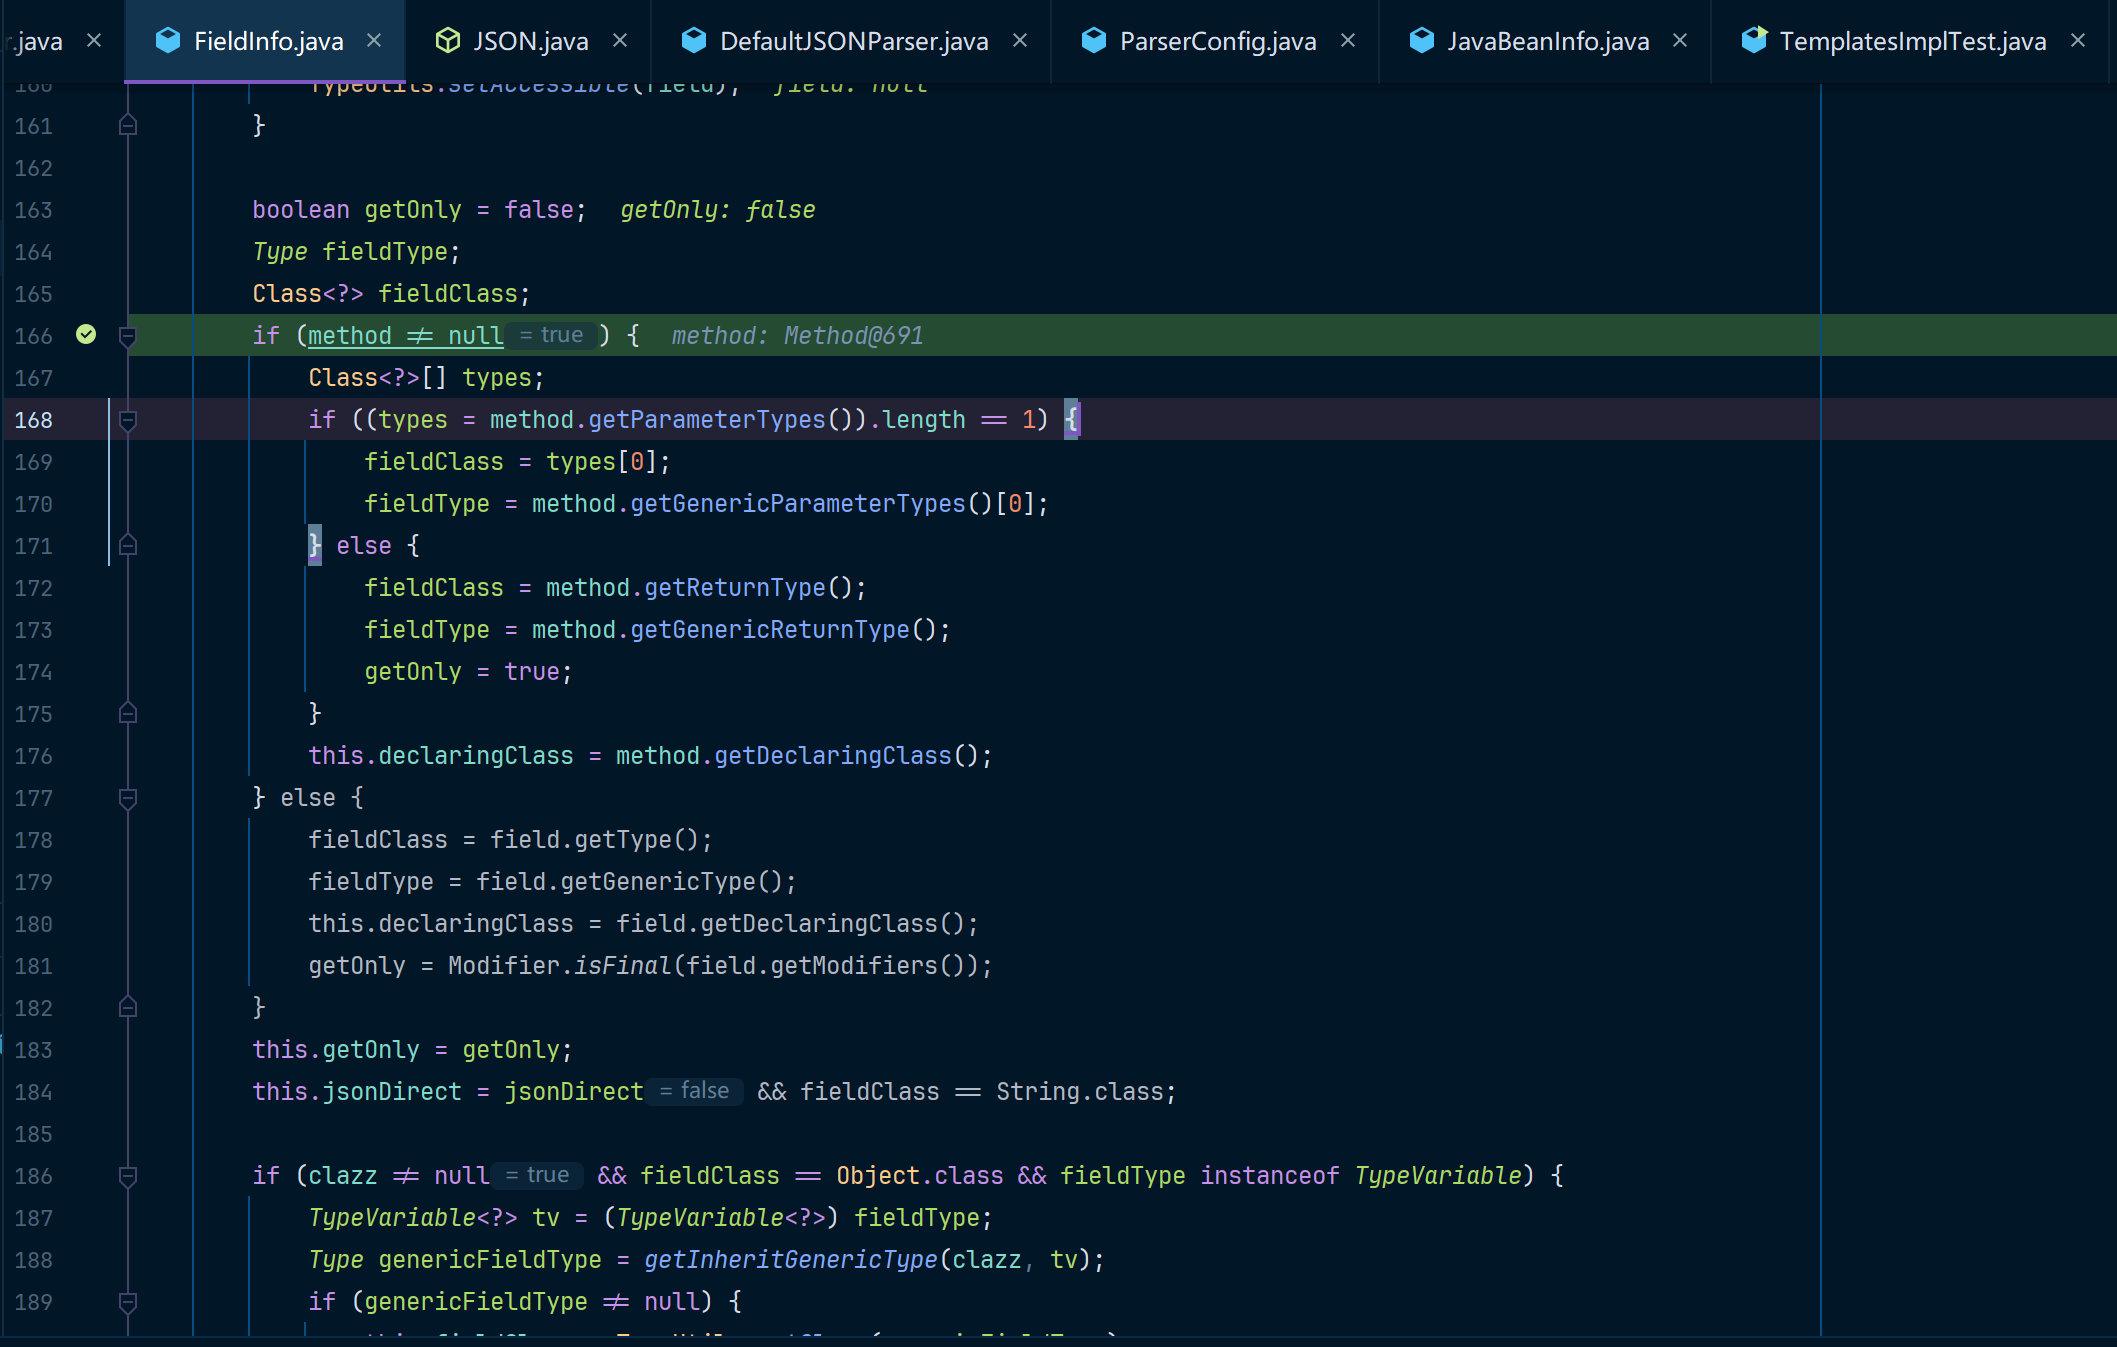 r.java × FieldInfo.java × JSON.java × DefaultJSONParser.java × ParserConfig.java × JavaBeanInfo.java × TemplatesImplTest.java ×
160 TypeUtils.setAccessible(field); field: null
161 }
162
163 boolean getOnly = false; getOnly: false
164 Type fieldType;
165 Class<?> fieldClass;
166 if (method ≠ null = true ) { method: Method@691
167 Class<?>[] types;
168 if ((types = method.getParameterTypes()).length == 1) {
169 fieldClass = types[0];
170 fieldType = method.getGenericParameterTypes()[0];
171 } else {
172 fieldClass = method.getReturnType();
173 fieldType = method.getGenericReturnType();
174 getOnly = true;
175 }
176 this.declaringClass = method.getDeclaringClass();
177 } else {
178 fieldClass = field.getType();
179 fieldType = field.getGenericType();
180 this.declaringClass = field.getDeclaringClass();
181 getOnly = Modifier.isFinal(field.getModifiers());
182 }
183 this.getOnly = getOnly;
184 this.jsonDirect = jsonDirect = false && fieldClass == String.class;
185
186 if (clazz ≠ null = true && fieldClass == Object.class && fieldType instanceof TypeVariable) {
187 TypeVariable<?> tv = (TypeVariable<?>) fieldType;
188 Type genericFieldType = getInheritGenericType(clazz, tv);
189 if (genericFieldType ≠ null) {